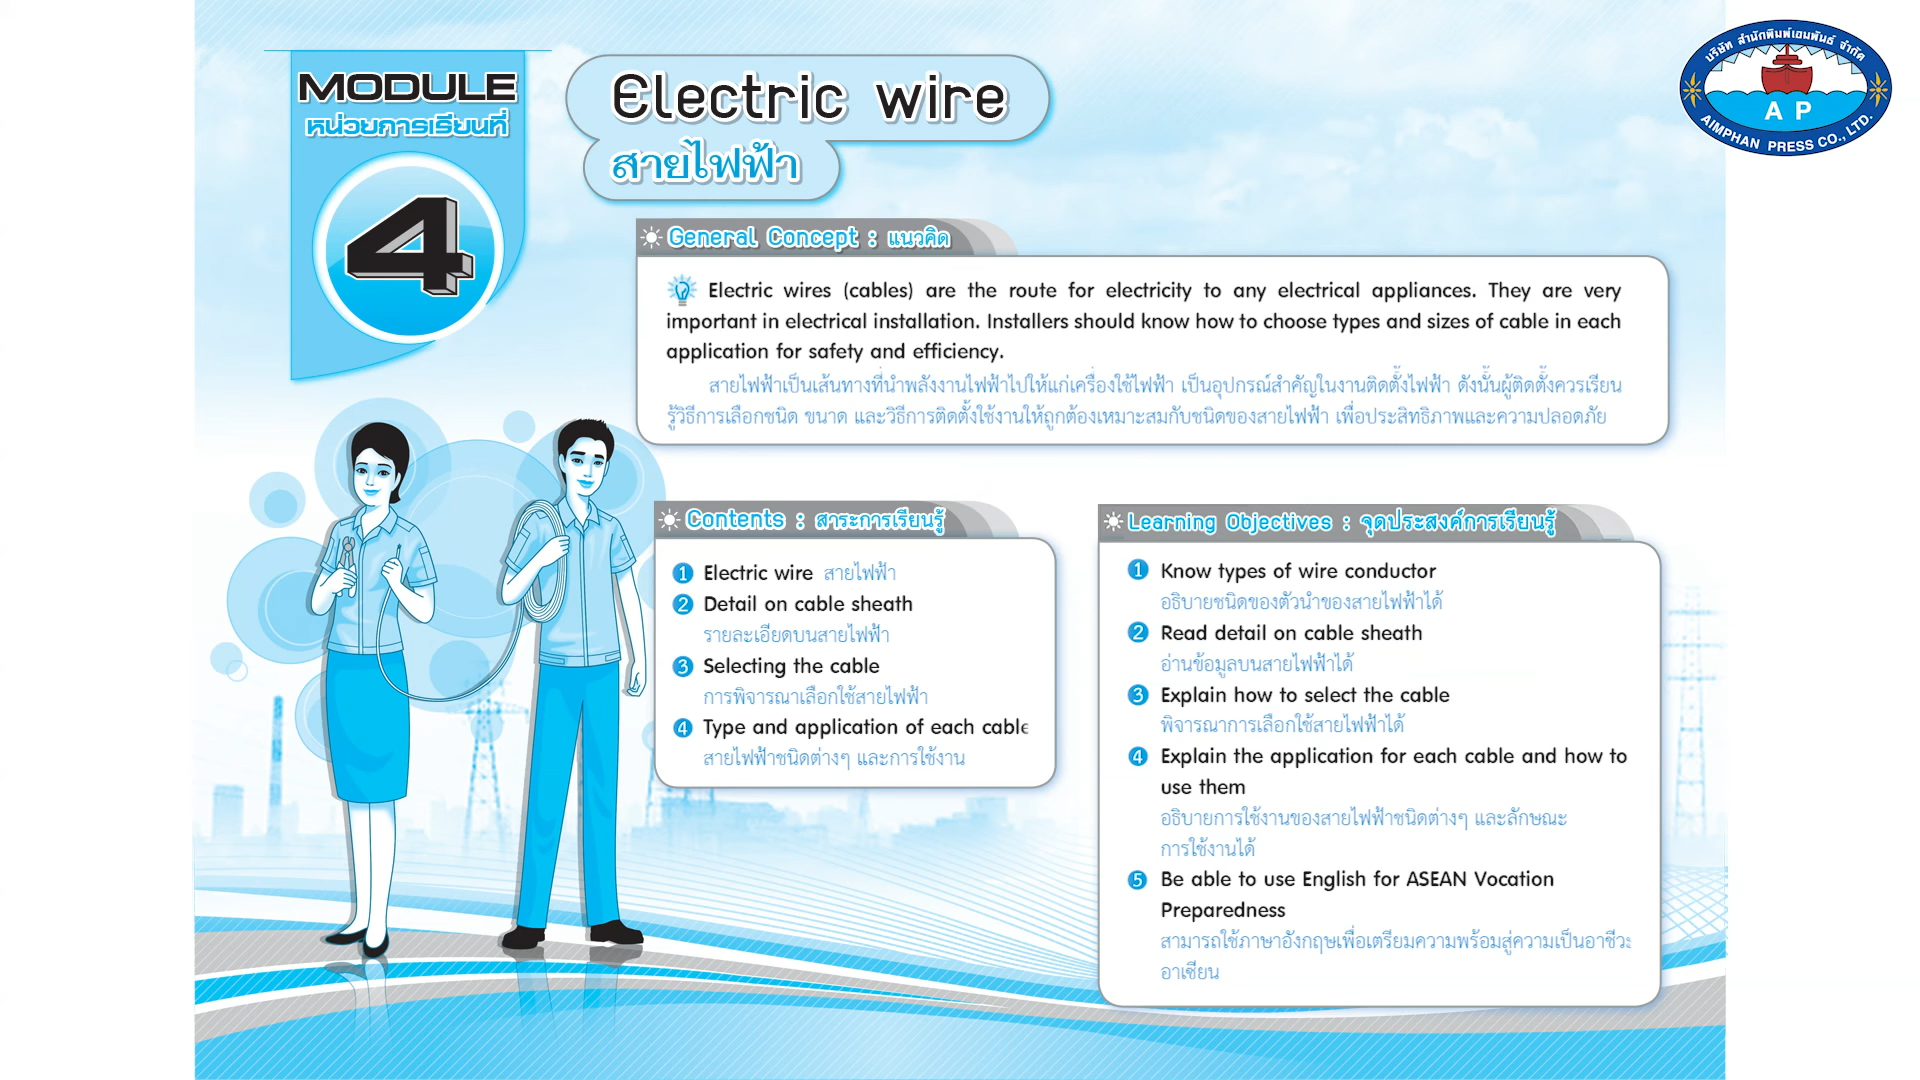 MODULE
หน่วยการเรียนที่
4
Electric wire
สายไฟฟ้า
General Concept : แนวคิด
Electric wires (cables) are the route for electricity to any electrical appliances. They are very
important in electrical installation. Installers should know how to choose types and sizes of cable in each
application for safety and efficiency.
สายไฟฟ้าเป็นเส้นทางที่นำพลังงานไฟฟ้าไปให้แก่เครื่องใช้ไฟฟ้า เป็นอุปกรณ์สำคัญในงานติดตั้งไฟฟ้า ดังนั้นผู้ติดตั้งควรเรียน
รู้วิธีการเลือกชนิด ขนาด และวิธีการติดตั้งใช้งานให้ถูกต้องเหมาะสมกับชนิดของสายไฟฟ้า เพื่อประสิทธิภาพและความปลอดภัย
Contents : สาระการเรียนรู้
1 Electric wire สายไฟฟ้า
2 Detail on cable sheath
รายละเอียดบนสายไฟฟ้า
3 Selecting the cable
การพิจารณาเลือกใช้สายไฟฟ้า
4 Type and application of each cable
สายไฟฟ้าชนิดต่างๆ และการใช้งาน
Learning Objectives : จุดประสงค์การเรียนรู้
1 Know types of wire conductor
อธิบายชนิดของตัวนำของสายไฟฟ้าได้
2 Read detail on cable sheath
อ่านข้อมูลบนสายไฟฟ้าได้
3 Explain how to select the cable
พิจารณาการเลือกใช้สายไฟฟ้าได้
4 Explain the application for each cable and how to
use them
อธิบายการใช้งานของสายไฟฟ้าชนิดต่างๆ และลักษณะ
การใช้งานได้
5 Be able to use English for ASEAN Vocation
Preparedness
สามารถใช้ภาษาอังกฤษเพื่อเตรียมความพร้อมสู่ความเป็นอาชีวะ
อาเซียน
บริษัท สำนักพิมพ์เอมพันธ์ จำกัด
A P
AIMPHAN PRESS CO., LTD.